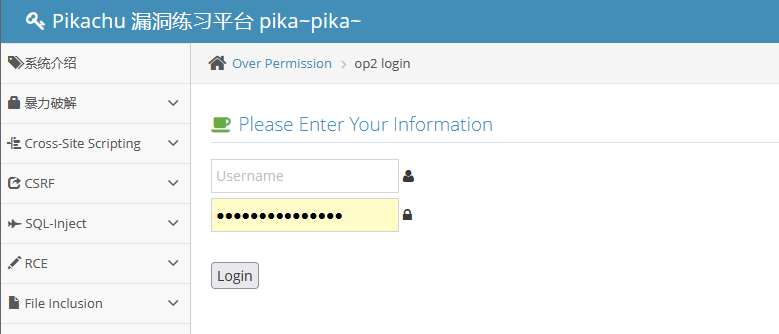 Pikachu 漏洞练习平台 pika~pika~
系统介绍
暴力破解
Cross-Site Scripting
CSRF
SQL-Inject
RCE
File Inclusion
Over Permission > op2 login
Please Enter Your Information
Username
•••••••••••••••
Login